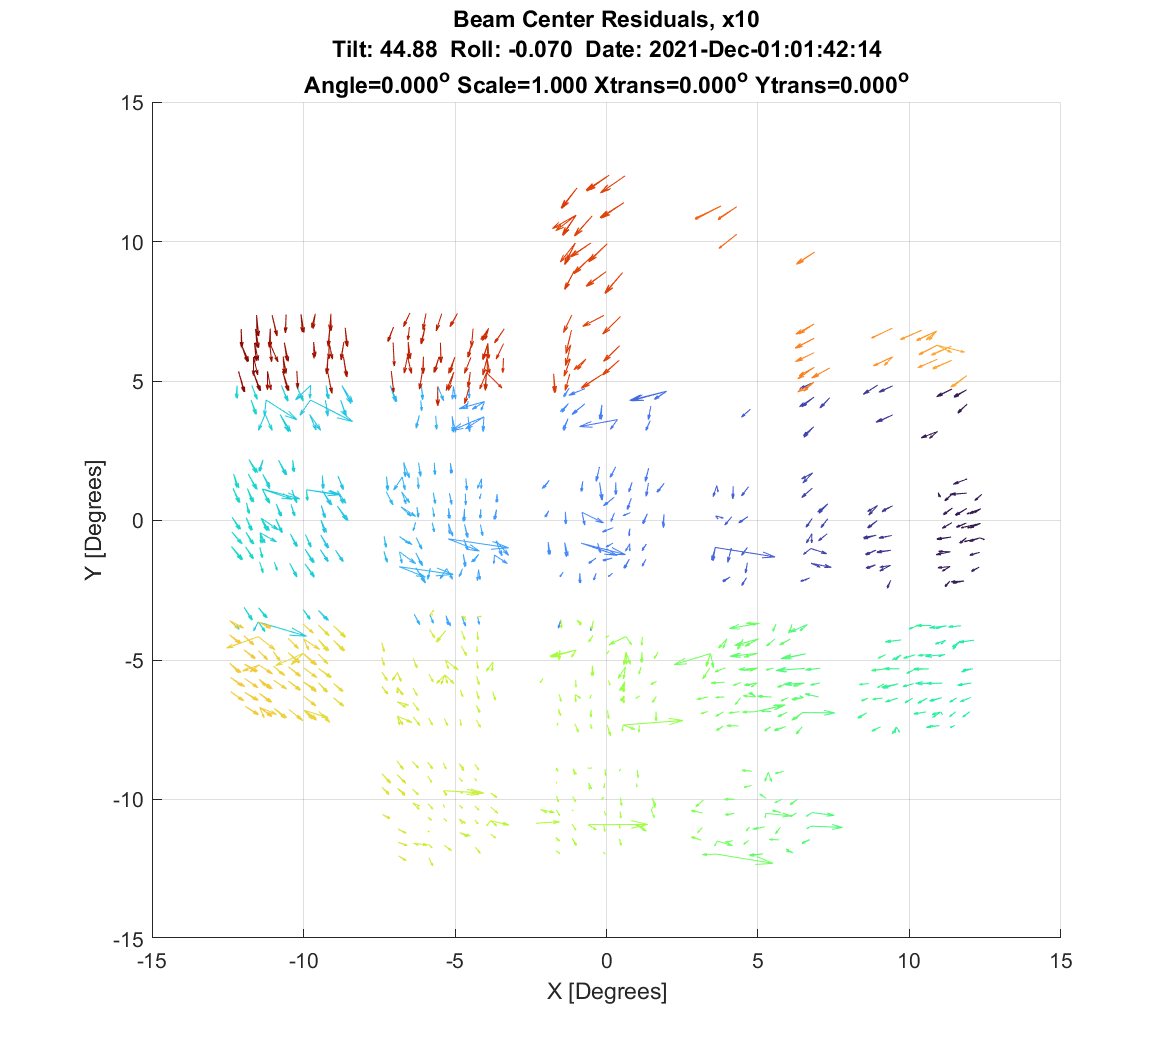 Beam Center Residuals, x10
Tilt: 44.88 Roll: -0.070 Date: 2021-Dec-01:01:42:14
Angle=0.000° Scale=1.000 Xtrans=0.000° Ytrans=0.000°
15
10
5
0
-5
-10
-15
Y [Degrees]
-15 -10 -5 0 5 10 15
X [Degrees]